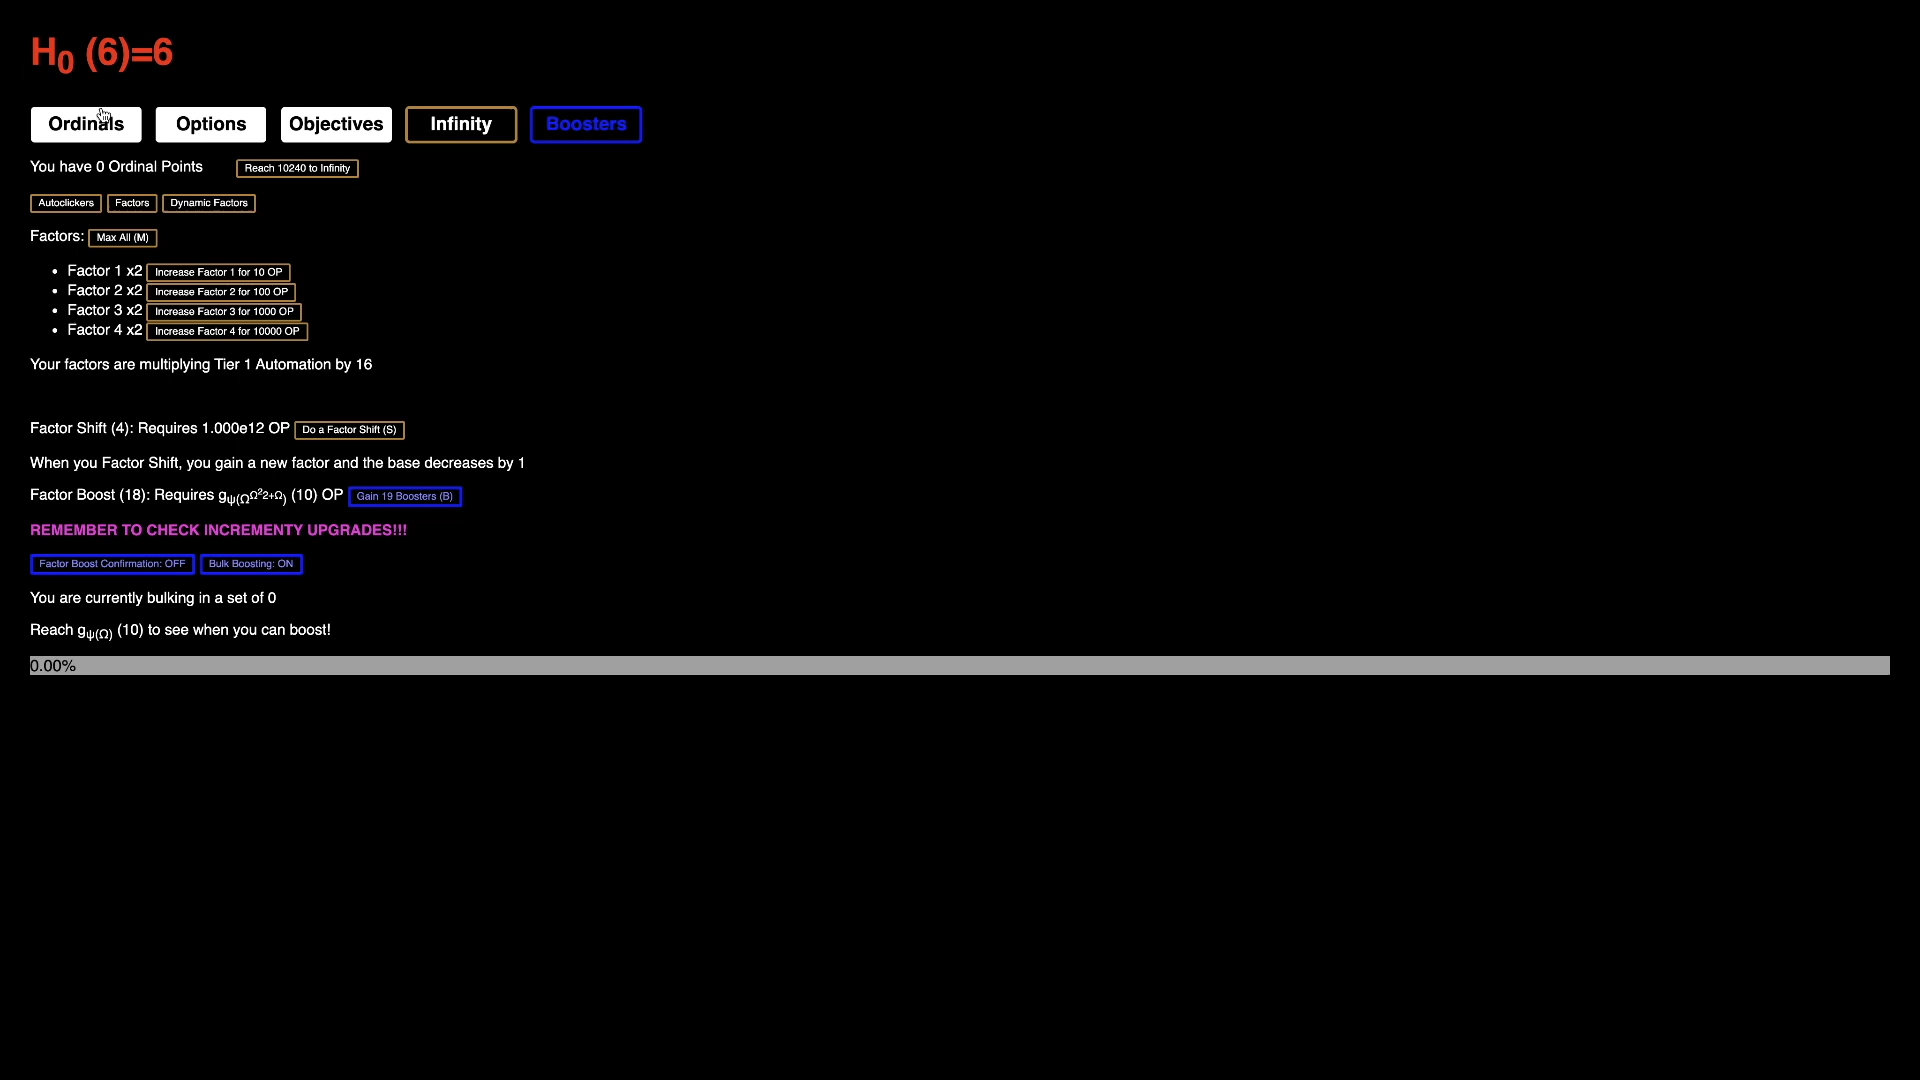 H₀ (6)=6
Ordinals Options Objectives Infinity Boosters
You have 0 Ordinal Points Reach 10240 to Infinity
Autoclickers Factors Dynamic Factors
Factors: Max All (M)
• Factor 1 x2 Increase Factor 1 for 10 OP
• Factor 2 x2 Increase Factor 2 for 100 OP
• Factor 3 x2 Increase Factor 3 for 1000 OP
• Factor 4 x2 Increase Factor 4 for 10000 OP
Your factors are multiplying Tier 1 Automation by 16
Factor Shift (4): Requires 1.000e12 OP Do a Factor Shift (S)
When you Factor Shift, you gain a new factor and the base decreases by 1
Factor Boost (18): Requires gψ(Ω^Ω²2+Ω) (10) OP Gain 19 Boosters (B)
REMEMBER TO CHECK INCREMENTY UPGRADES!!!
Factor Boost Confirmation: OFF Bulk Boosting: ON
You are currently bulking in a set of 0
Reach gψ(Ω) (10) to see when you can boost!
0.00%